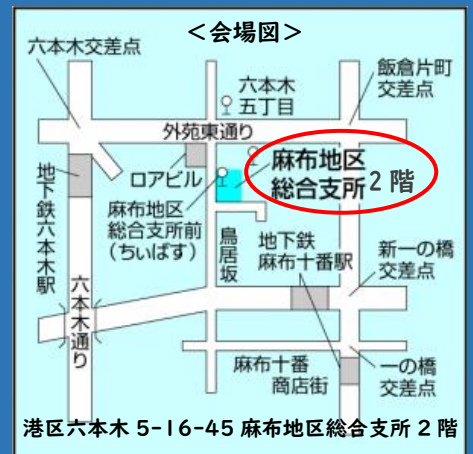 ＜会場図＞
六本木交差点
飯倉片町
交差点
六本木
五丁目
外苑東通り
地下鉄六本木駅
ロアビル
麻布地区
総合支所2階
麻布地区
総合支所前
（ちいばす）
鳥居坂
地下鉄
麻布十番駅
新一の橋
交差点
六本木通り
麻布十番
商店街
一の橋
交差点
港区六本木 5-16-45 麻布地区総合支所 2 階